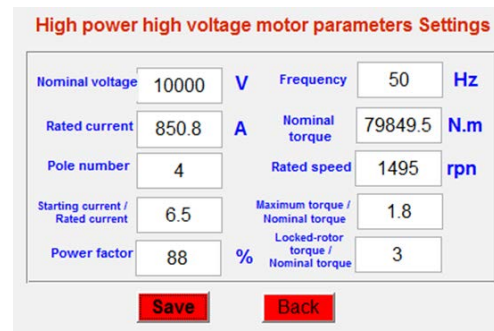 High power high voltage motor parameters Settings
Nominal voltage 10000 V Frequency 50 Hz
Rated current 850.8 A Nominal torque 79849.5 N.m
Pole number 4 Rated speed 1495 rpn
Starting current / Rated current 6.5 Maximum torque / Nominal torque 1.8
Power factor 88 % Locked-rotor torque / Nominal torque 3
Save Back